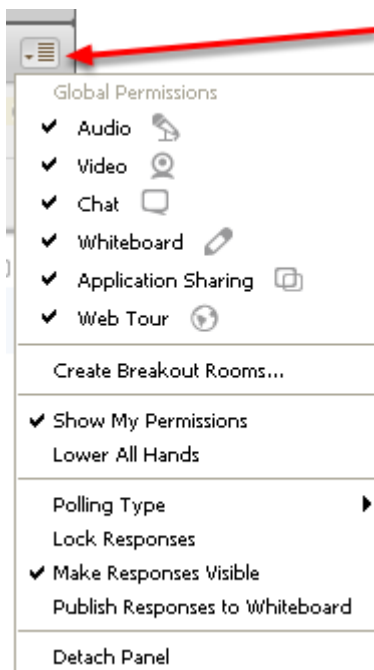 Global Permissions
Audio
Video
Chat
Whiteboard
Application Sharing
Web Tour
Create Breakout Rooms...
Show My Permissions
Lower All Hands
Polling Type
Lock Responses
Make Responses Visible
Publish Responses to Whiteboard
Detach Panel